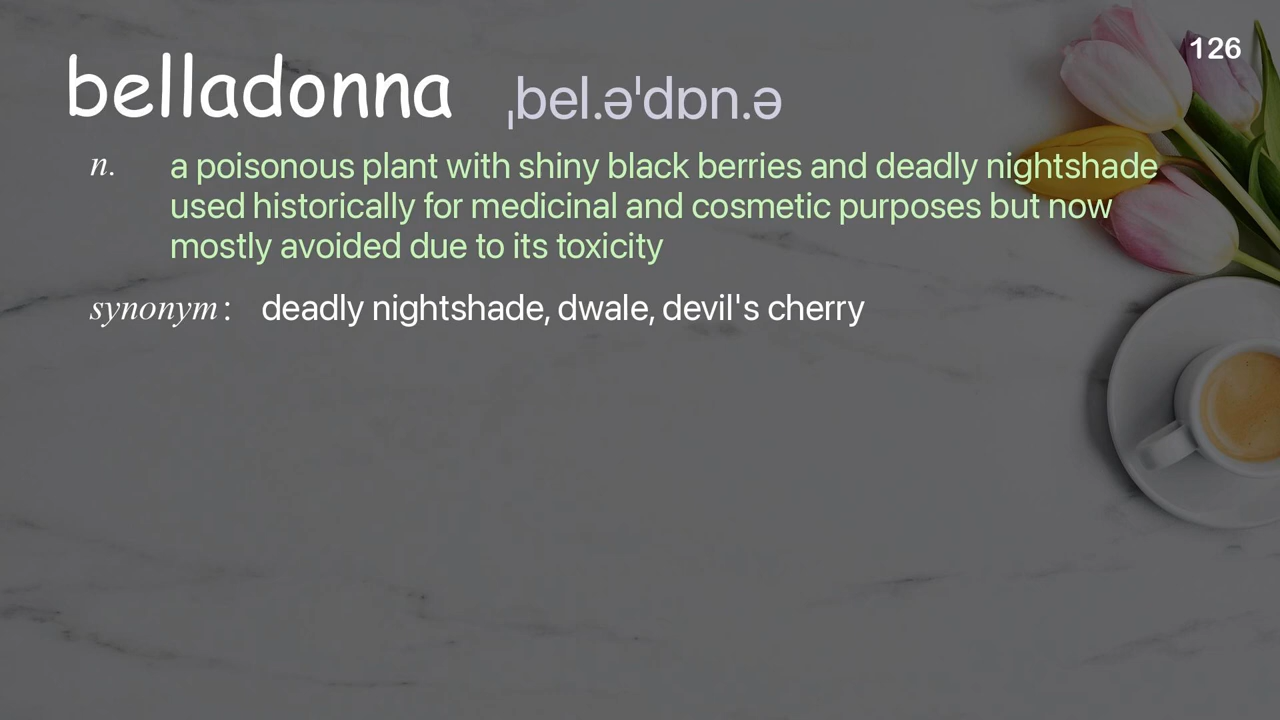 126
belladonna ˌbel.əˈdɒn.ə
n. a poisonous plant with shiny black berries and deadly nightshade
used historically for medicinal and cosmetic purposes but now
mostly avoided due to its toxicity
synonym: deadly nightshade, dwale, devil's cherry